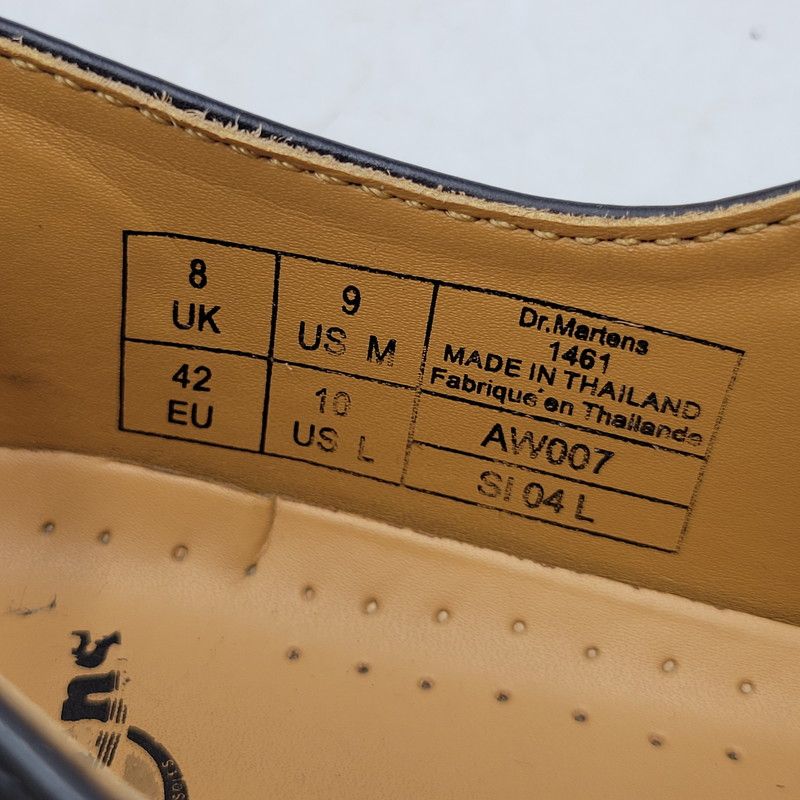 8
UK
9
US M
42
EU
10
US L
Dr.Martens
1461
MADE IN THAILAND
Fabriqué en Thailande
AW007
SI 04 L
ns